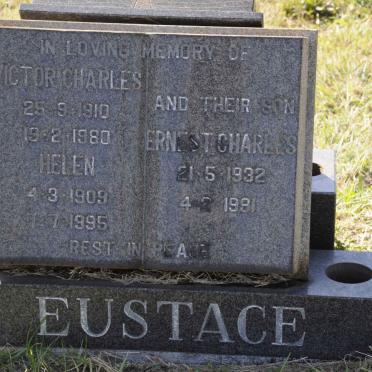 IN LOVING MEMORY OF
VICTOR CHARLES
25·9·1910
19·2·1980
HELEN
4·3·1909
7·1995
AND THEIR SON
ERNEST CHARLES
21·5·1932
4·2·1981
REST IN PEACE
EUSTACE